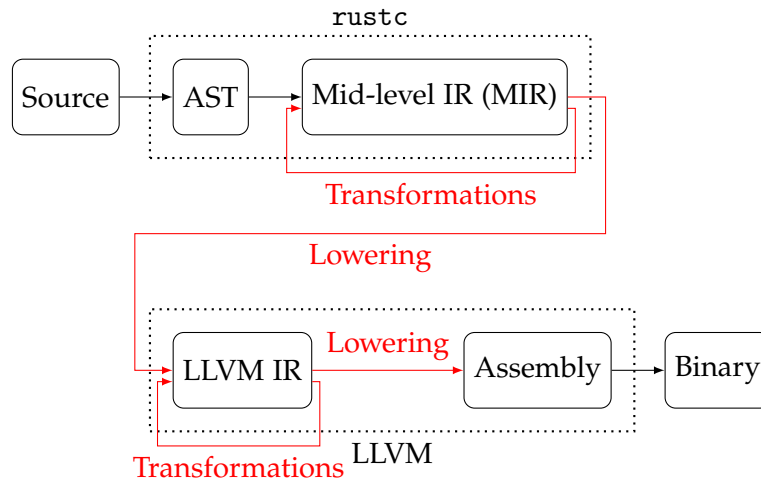 rustc
Source
AST
Mid-level IR (MIR)
Transformations
Lowering
Lowering
LLVM IR
Assembly
Binary
Transformations
LLVM